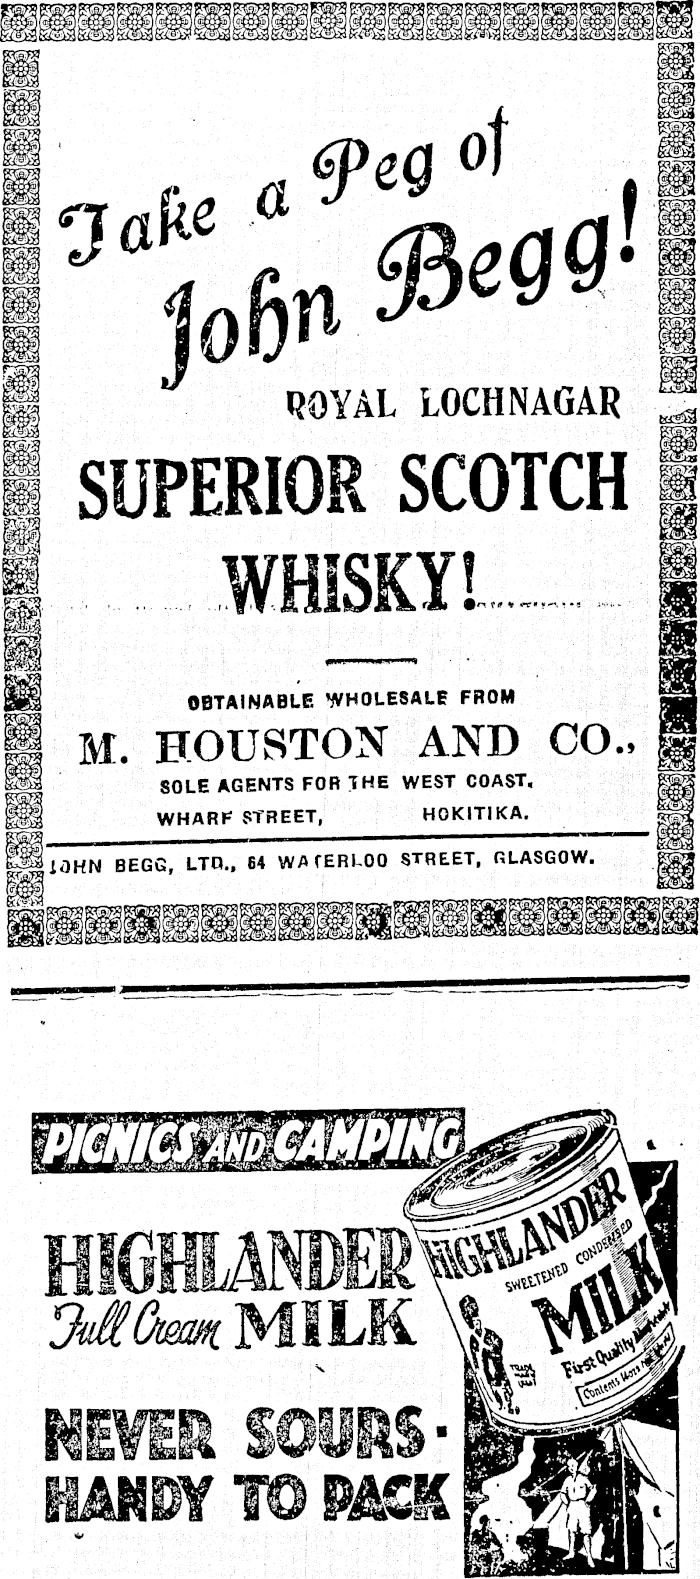 Take a Peg of
John Begg!
ROYAL LOCHNAGAR
SUPERIOR SCOTCH
WHISKY!
OBTAINABLE WHOLESALE FROM
M. HOUSTON AND CO.,
SOLE AGENTS FOR THE WEST COAST.
WHARF STREET, HOKITIKA.
JOHN BEGG, LTD., 64 WATERLOO STREET, GLASGOW.
PICNICS AND CAMPING
HIGHLANDER
Full Cream MILK
NEVER SOURS-
HANDY TO PACK
HIGHLANDER
SWEETENED CONDENSED
MILK
First Quality
Contents